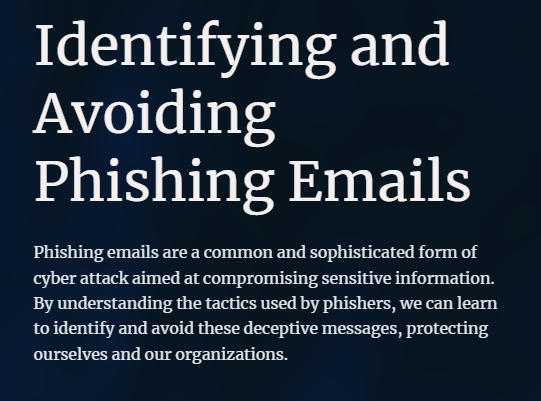 Identifying and
Avoiding
Phishing Emails
Phishing emails are a common and sophisticated form of
cyber attack aimed at compromising sensitive information.
By understanding the tactics used by phishers, we can learn
to identify and avoid these deceptive messages, protecting
ourselves and our organizations.